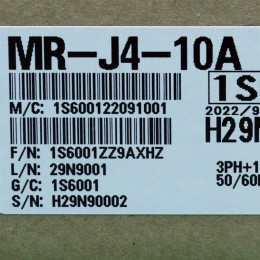 MR-J4-10A
1S
M/C: 1S600122091001
2022/9
H29N
F/N: 1S6001ZZ9AXHZ
L/N: 29N9001
G/N: 1S6001
S/N: H29N90002
3PH+1
50/60